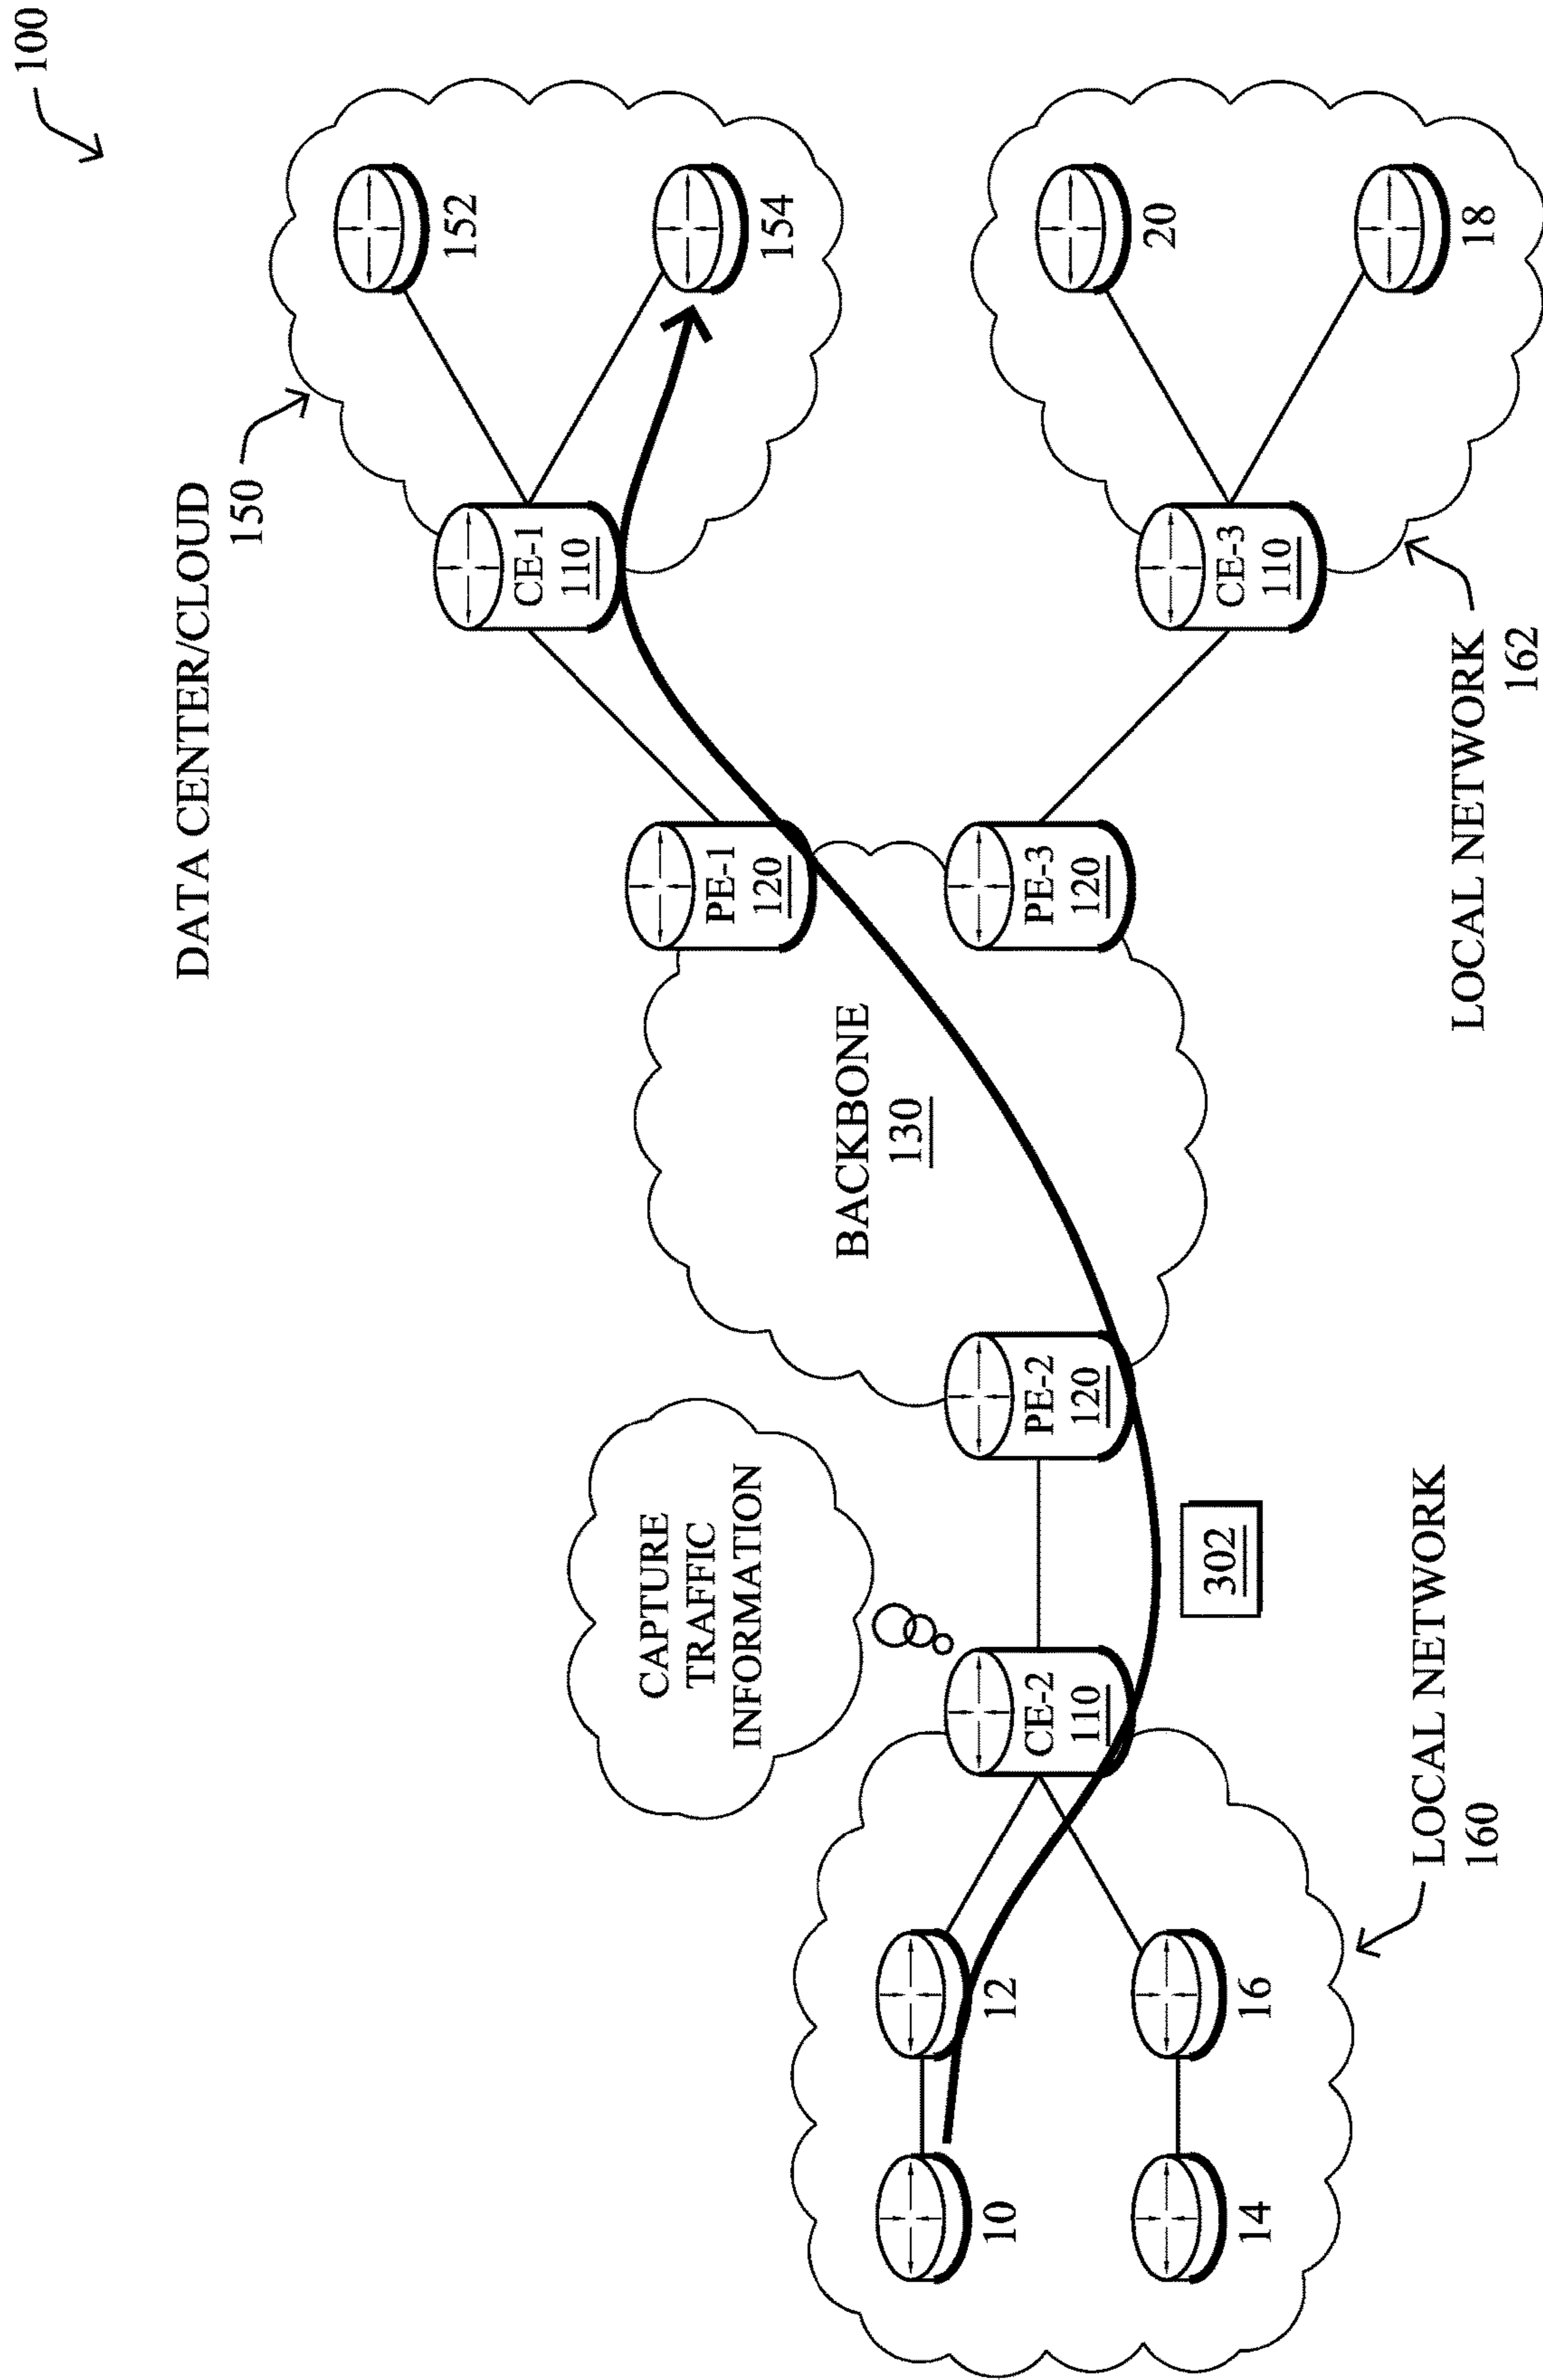 100
DATA CENTER/CLOUD
150
152
154
CE-1
110
PE-1
120
BACKBONE
130
CAPTURE
TRAFFIC
INFORMATION
10
12
CE-2
110
PE-2
120
PE-3
120
20
CE-3
110
18
14
16
302
LOCAL NETWORK
160
LOCAL NETWORK
162